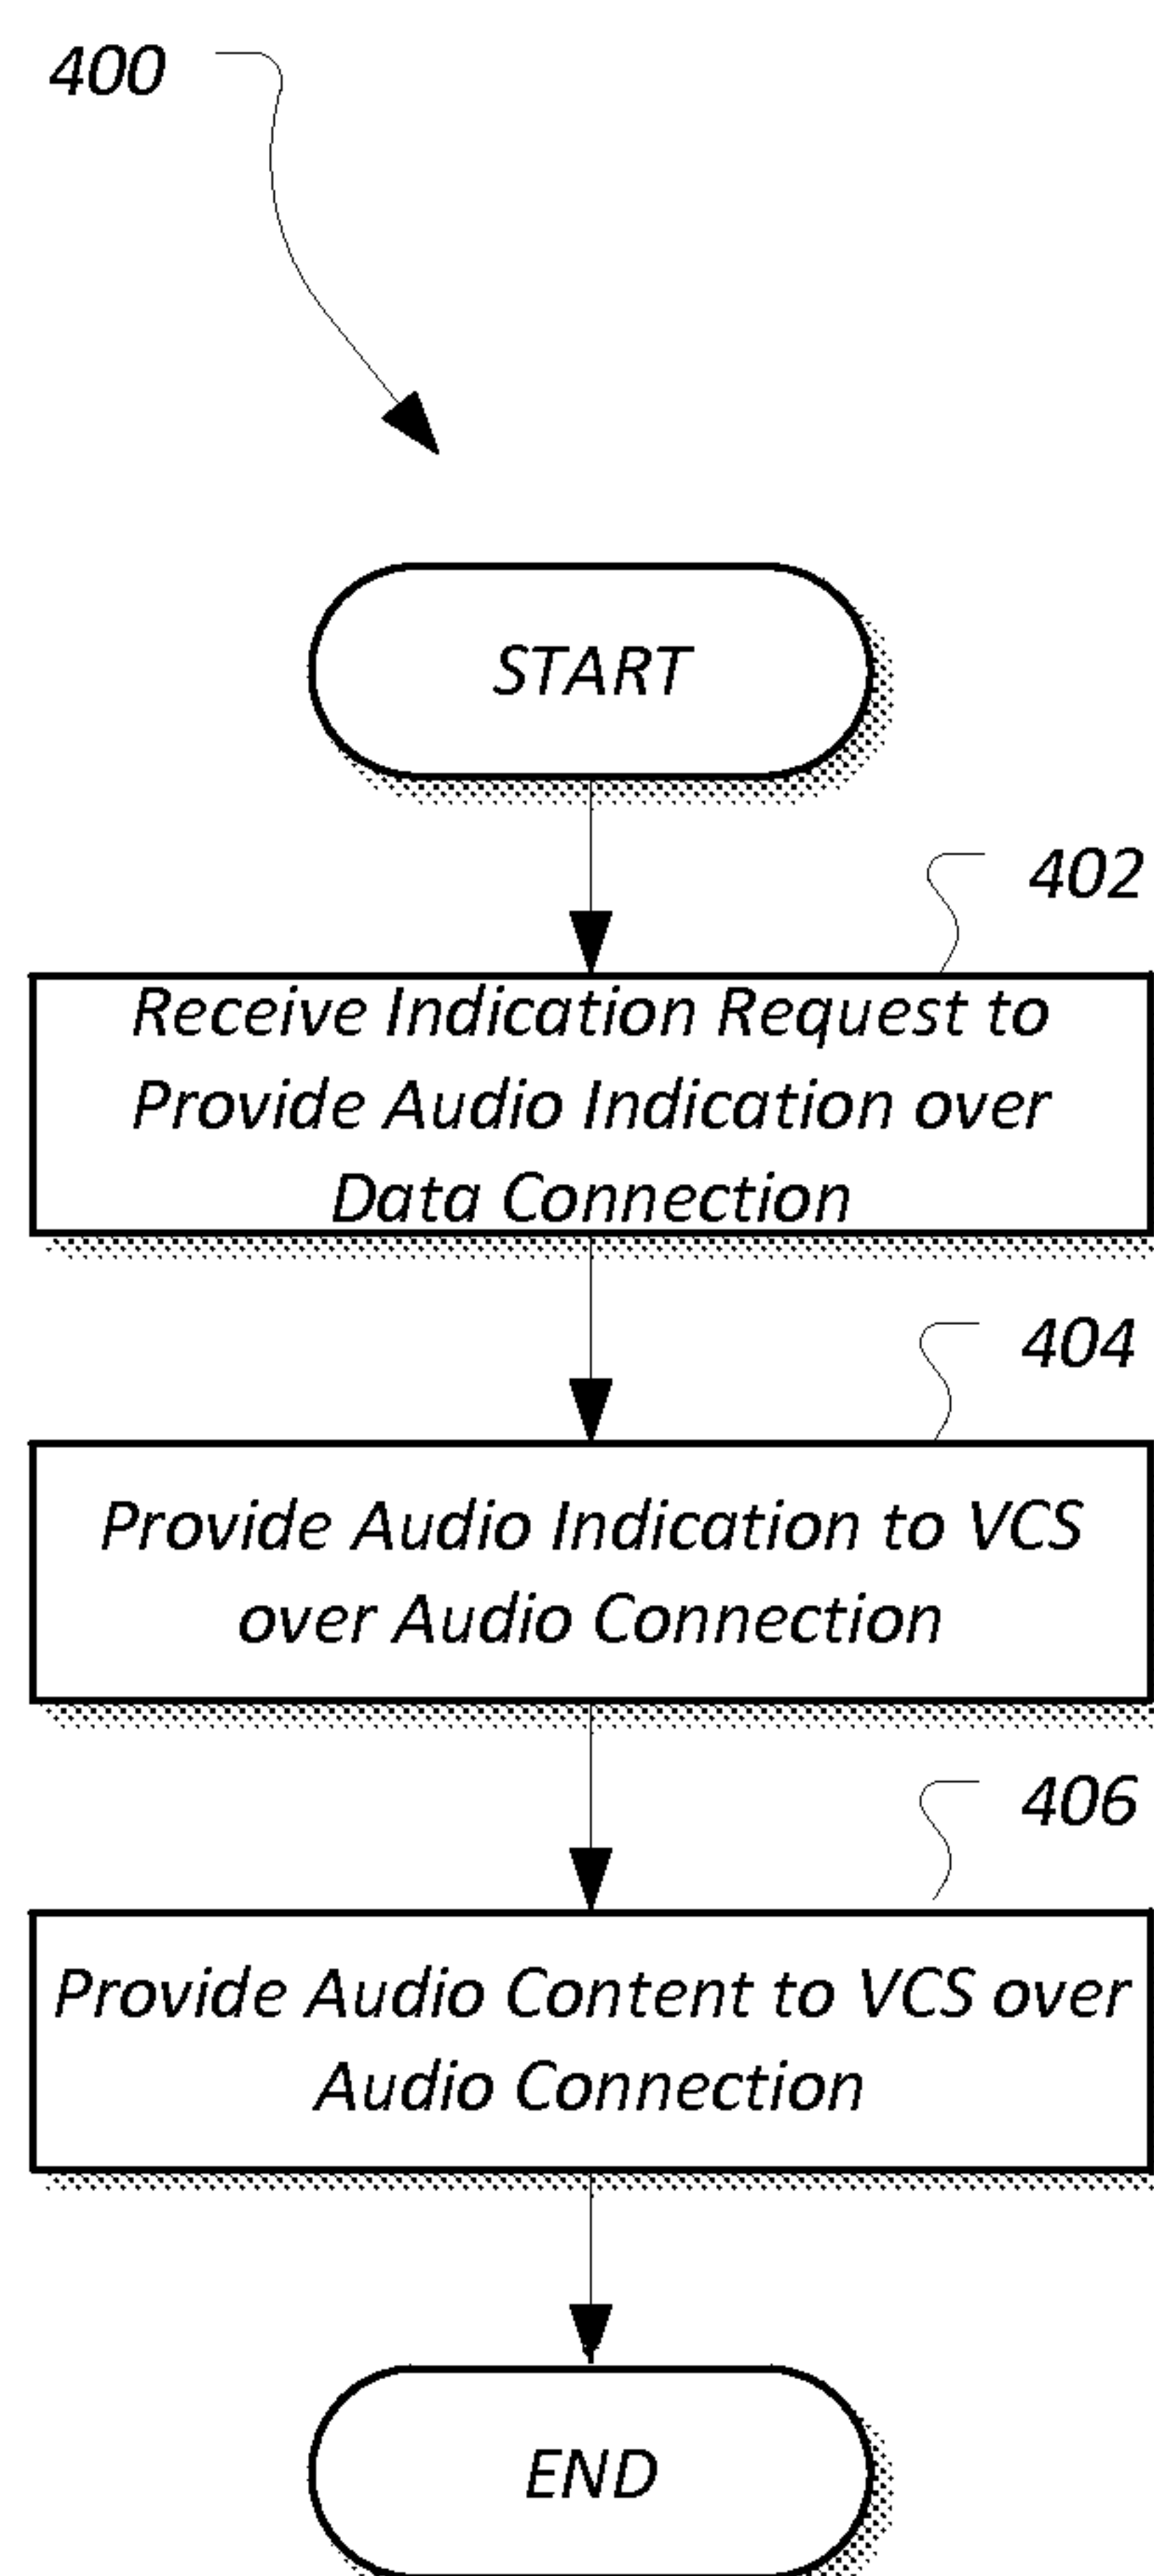 400
START
402
Receive Indication Request to
Provide Audio Indication over
Data Connection
404
Provide Audio Indication to VCS
over Audio Connection
406
Provide Audio Content to VCS over
Audio Connection
END